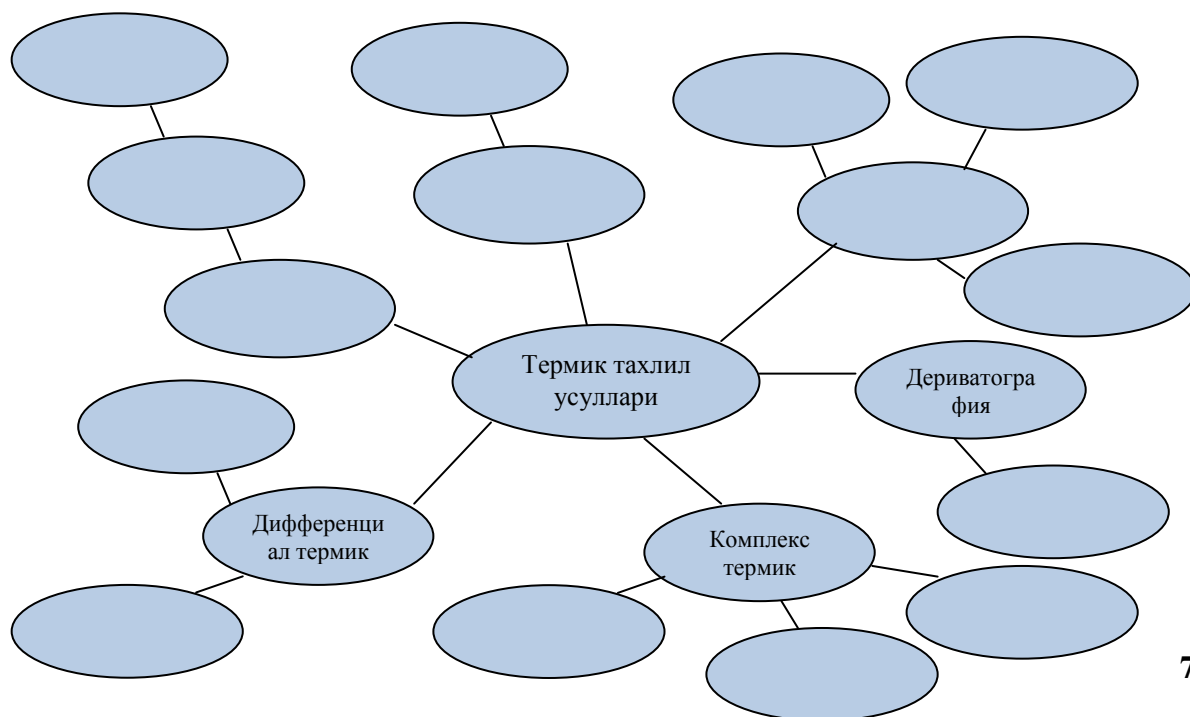 Термик тахлил
усуллари
Дериватогра
фия
Дифференци
ал термик
Комплекс
термик
7